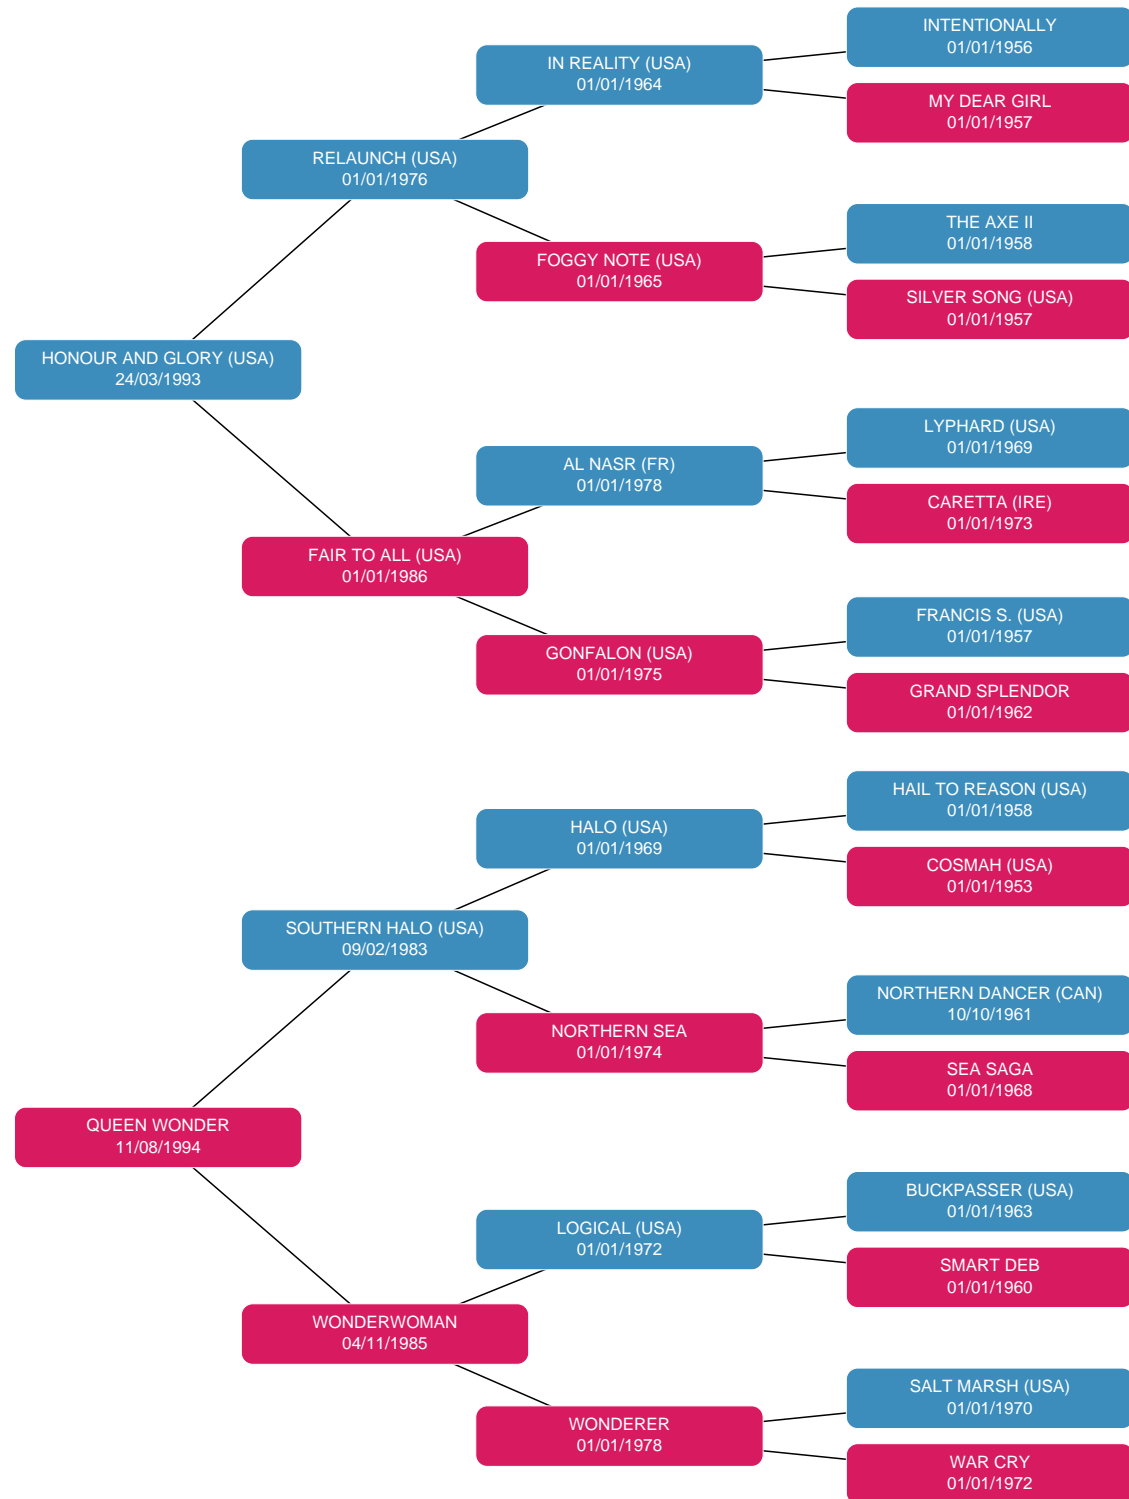 INTENTIONALLY
01/01/1956
IN REALITY (USA)
01/01/1964
MY DEAR GIRL
01/01/1957
RELAUNCH (USA)
01/01/1976
THE AXE II
01/01/1958
FOGGY NOTE (USA)
01/01/1965
SILVER SONG (USA)
01/01/1957
HONOUR AND GLORY (USA)
24/03/1993
LYPHARD (USA)
01/01/1969
AL NASR (FR)
01/01/1978
CARETTA (IRE)
01/01/1973
FAIR TO ALL (USA)
01/01/1986
FRANCIS S. (USA)
01/01/1957
GONFALON (USA)
01/01/1975
GRAND SPLENDOR
01/01/1962
HAIL TO REASON (USA)
01/01/1958
HALO (USA)
01/01/1969
COSMAH (USA)
01/01/1953
SOUTHERN HALO (USA)
09/02/1983
NORTHERN DANCER (CAN)
10/10/1961
NORTHERN SEA
01/01/1974
SEA SAGA
01/01/1968
QUEEN WONDER
11/08/1994
BUCKPASSER (USA)
01/01/1963
LOGICAL (USA)
01/01/1972
SMART DEB
01/01/1960
WONDERWOMAN
04/11/1985
SALT MARSH (USA)
01/01/1970
WONDERER
01/01/1978
WAR CRY
01/01/1972